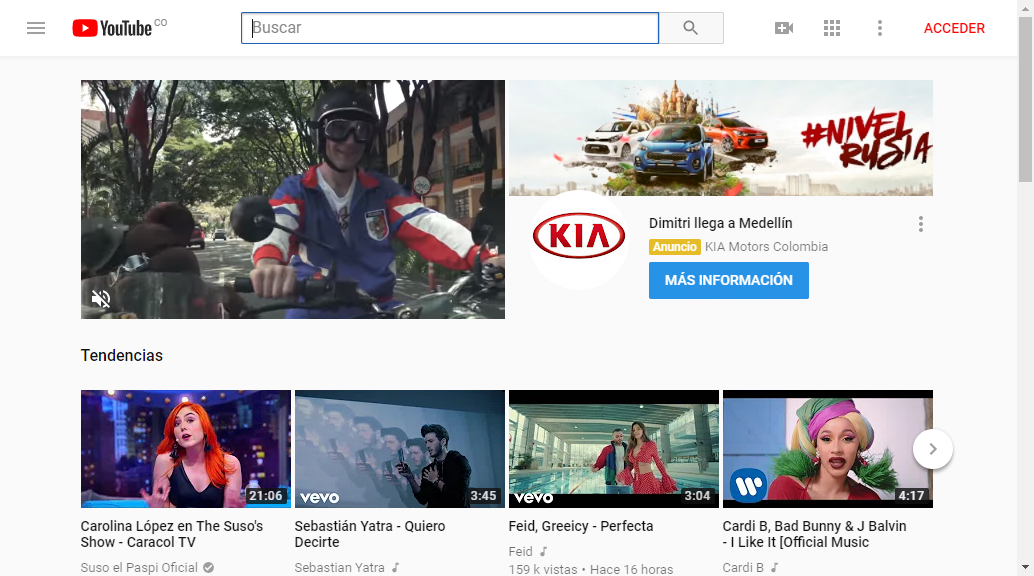 YouTube CO
Buscar
ACCEDER
#NIVEL
RUSIA
KIA
Dimitri llega a Medellín
Anuncio KIA Motors Colombia
MÁS INFORMACIÓN
Tendencias
21:06
vevo
3:45
vevo
3:04
4:17
Carolina López en The Suso's
Show - Caracol TV
Suso el Paspi Oficial
Sebastián Yatra - Quiero
Decirte
Sebastian Yatra
Feid, Greeicy - Perfecta
Feid
159 k vistas • Hace 16 horas
Cardi B, Bad Bunny & J Balvin
- I Like It [Official Music
Cardi B